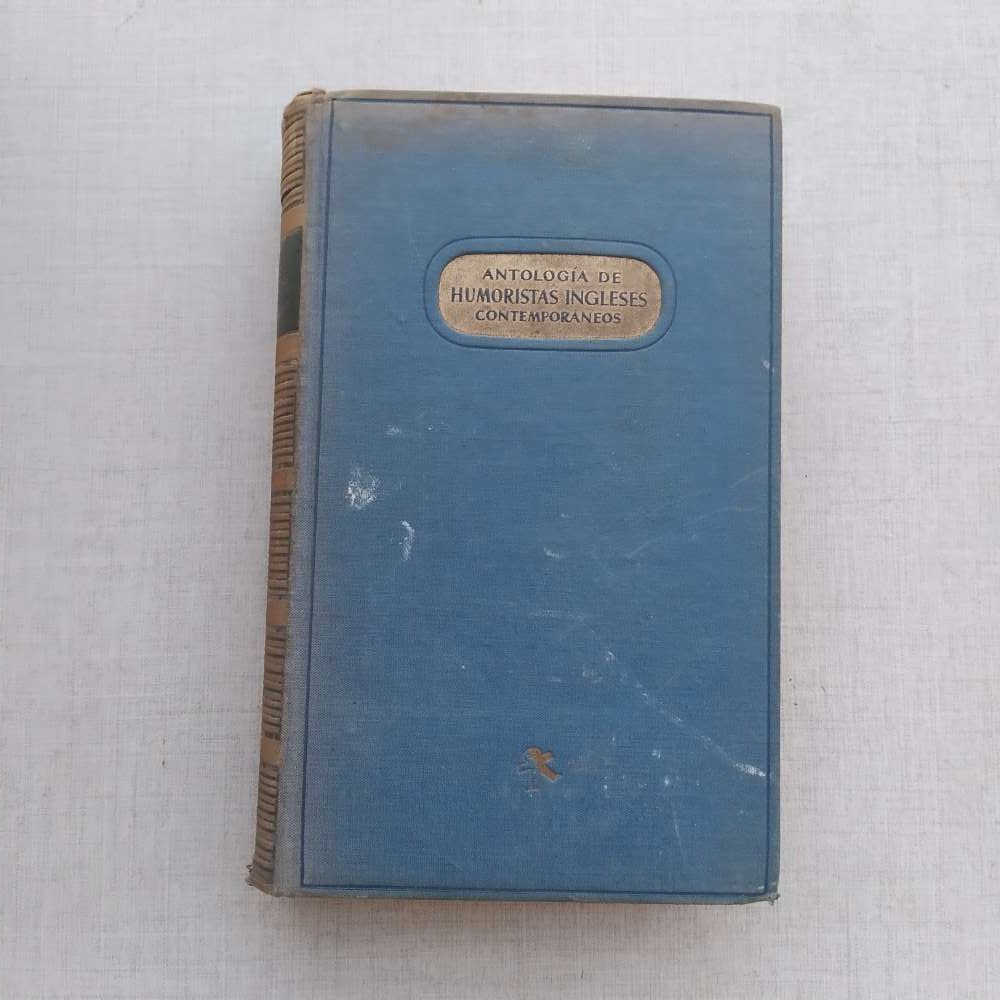 ANTOLOGÍA DE
HUMORISTAS INGLESES
CONTEMPORÁNEOS